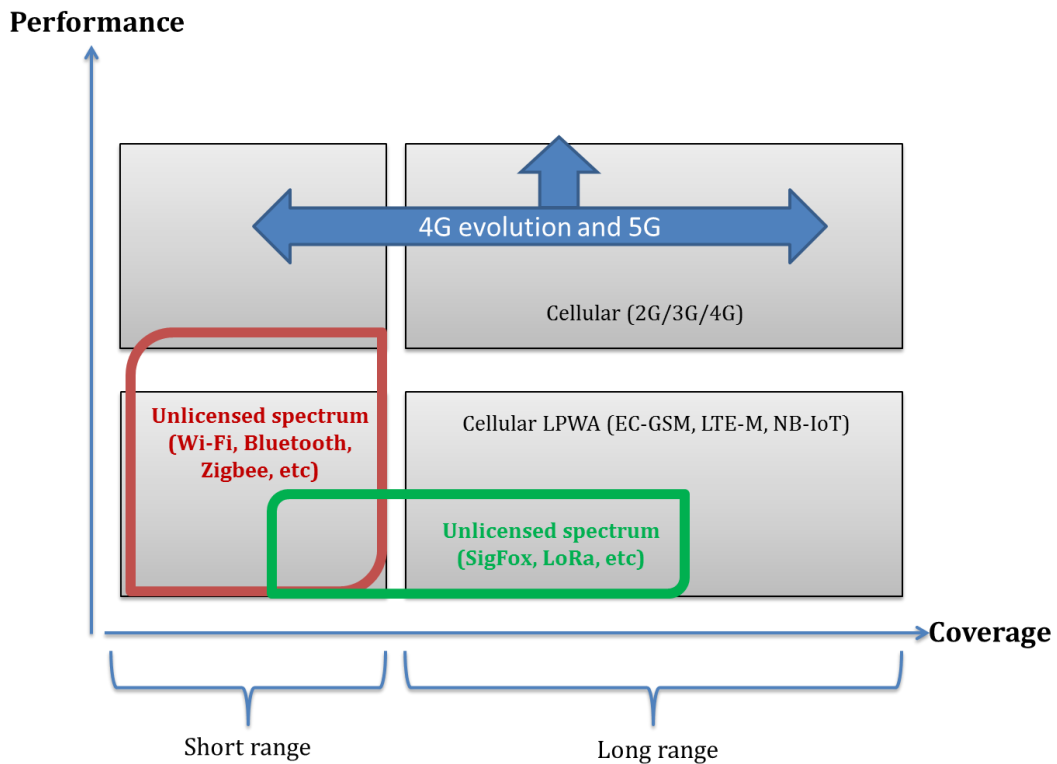 Performance
4G evolution and 5G
Cellular (2G/3G/4G)
Unlicensed spectrum
(Wi-Fi, Bluetooth,
Zigbee, etc)
Cellular LPWA (EC-GSM, LTE-M, NB-IoT)
Unlicensed spectrum
(SigFox, LoRa, etc)
Coverage
Short range
Long range